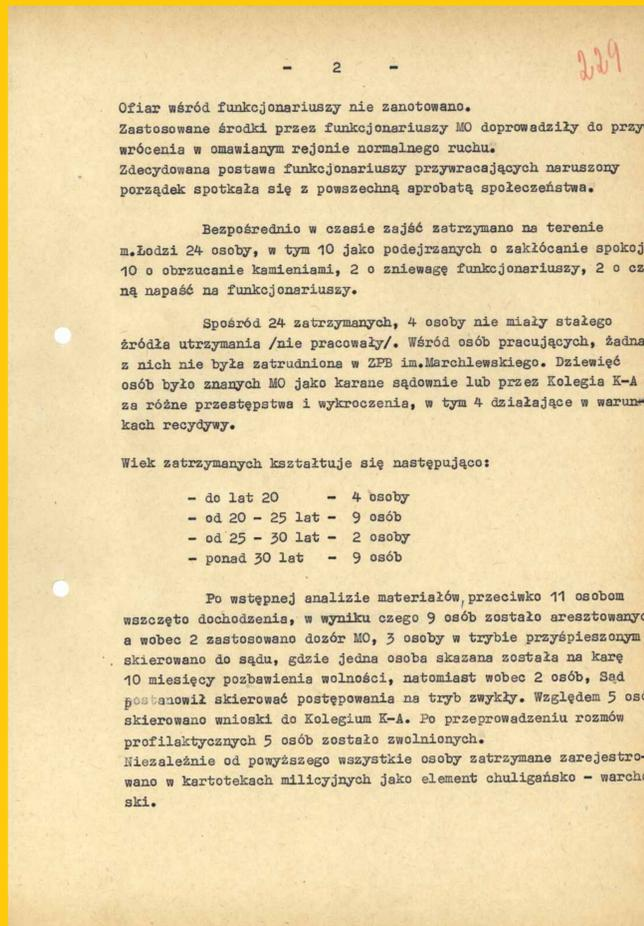 - 2 -
229
Ofiar wśród funkcjonariuszy nie zanotowano.
Zastosowane środki przez funkcjonariuszy MO doprowadziły do przy
wrócenia w omawianym rejonie normalnego ruchu.
Zdecydowana postawa funkcjonariuszy przywracających naruszony
porządek spotkała się z powszechną aprobatą społeczeństwa.
Bezpośrednio w czasie zajść zatrzymano na terenie
m.Łodzi 24 osoby, w tym 10 jako podejrzanych o zakłócanie spokoj
10 o obrzucanie kamieniami, 2 o zniewagę funkcjonariuszy, 2 o cz
ną napaść na funkcjonariuszy.
Spośród 24 zatrzymanych, 4 osoby nie miały stałego
źródła utrzymania /nie pracowały/. Wśród osób pracujących, żadna
z nich nie była zatrudniona w ZPB im.Marchlewskiego. Dziewięć
osób było znanych MO jako karane sądownie lub przez Kolegia K-A
za różne przestępstwa i wykroczenia, w tym 4 działające w warun-
kach recydywy.
Wiek zatrzymanych kształtuje się następująco:
- do lat 20 - 4 osoby
- od 20 - 25 lat - 9 osób
- od 25 - 30 lat - 2 osoby
- ponad 30 lat - 9 osób
Po wstępnej analizie materiałów, przeciwko 11 osobom
wszczęto dochodzenia, w wyniku czego 9 osób zostało aresztowanyc
a wobec 2 zastosowano dozór MO, 3 osoby w trybie przyśpieszonym
skierowano do sądu, gdzie jedna osoba skazana została na karę
10 miesięcy pozbawienia wolności, natomiast wobec 2 osób, Sąd
postanowił skierować postępowania na tryb zwykły. Względem 5 osó
skierowano wnioski do Kolegium K-A. Po przeprowadzeniu rozmów
profilaktycznych 5 osób zostało zwolnionych.
Niezależnie od powyższego wszystkie osoby zatrzymane zarejestro-
wano w kartotekach milicyjnych jako element chuligańsko - warcho
ski.